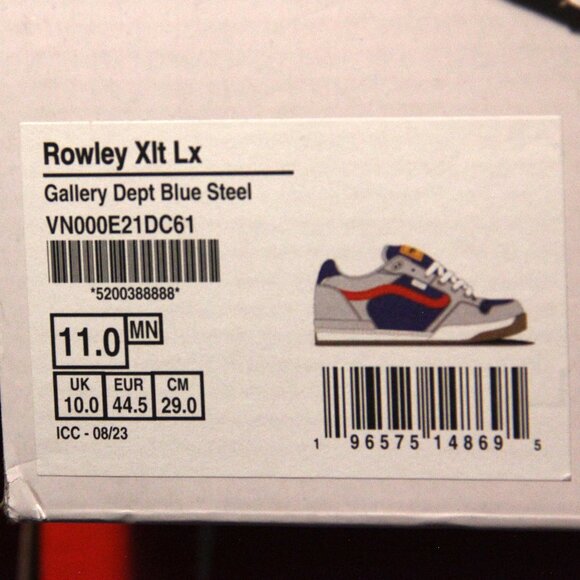 Rowley Xlt Lx
Gallery Dept Blue Steel
VN000E21DC61
*5200388888*
11.0 MN
UK EUR CM
10.0 44.5 29.0
ICC - 08/23
1 96575 14869 5